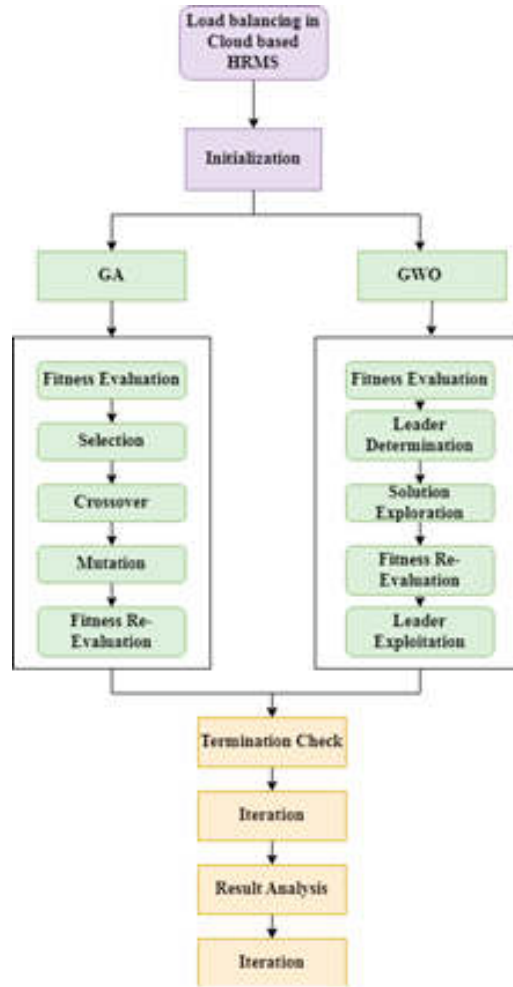 Load balancing in
Cloud based
HRMS
Initialization
GA
GWO
Fitness Evaluation
Selection
Crossover
Mutation
Fitness Re-
Evaluation
Fitness Evaluation
Leader
Determination
Solution
Exploration
Fitness Re-
Evaluation
Leader
Exploitation
Termination Check
Iteration
Result Analysis
Iteration